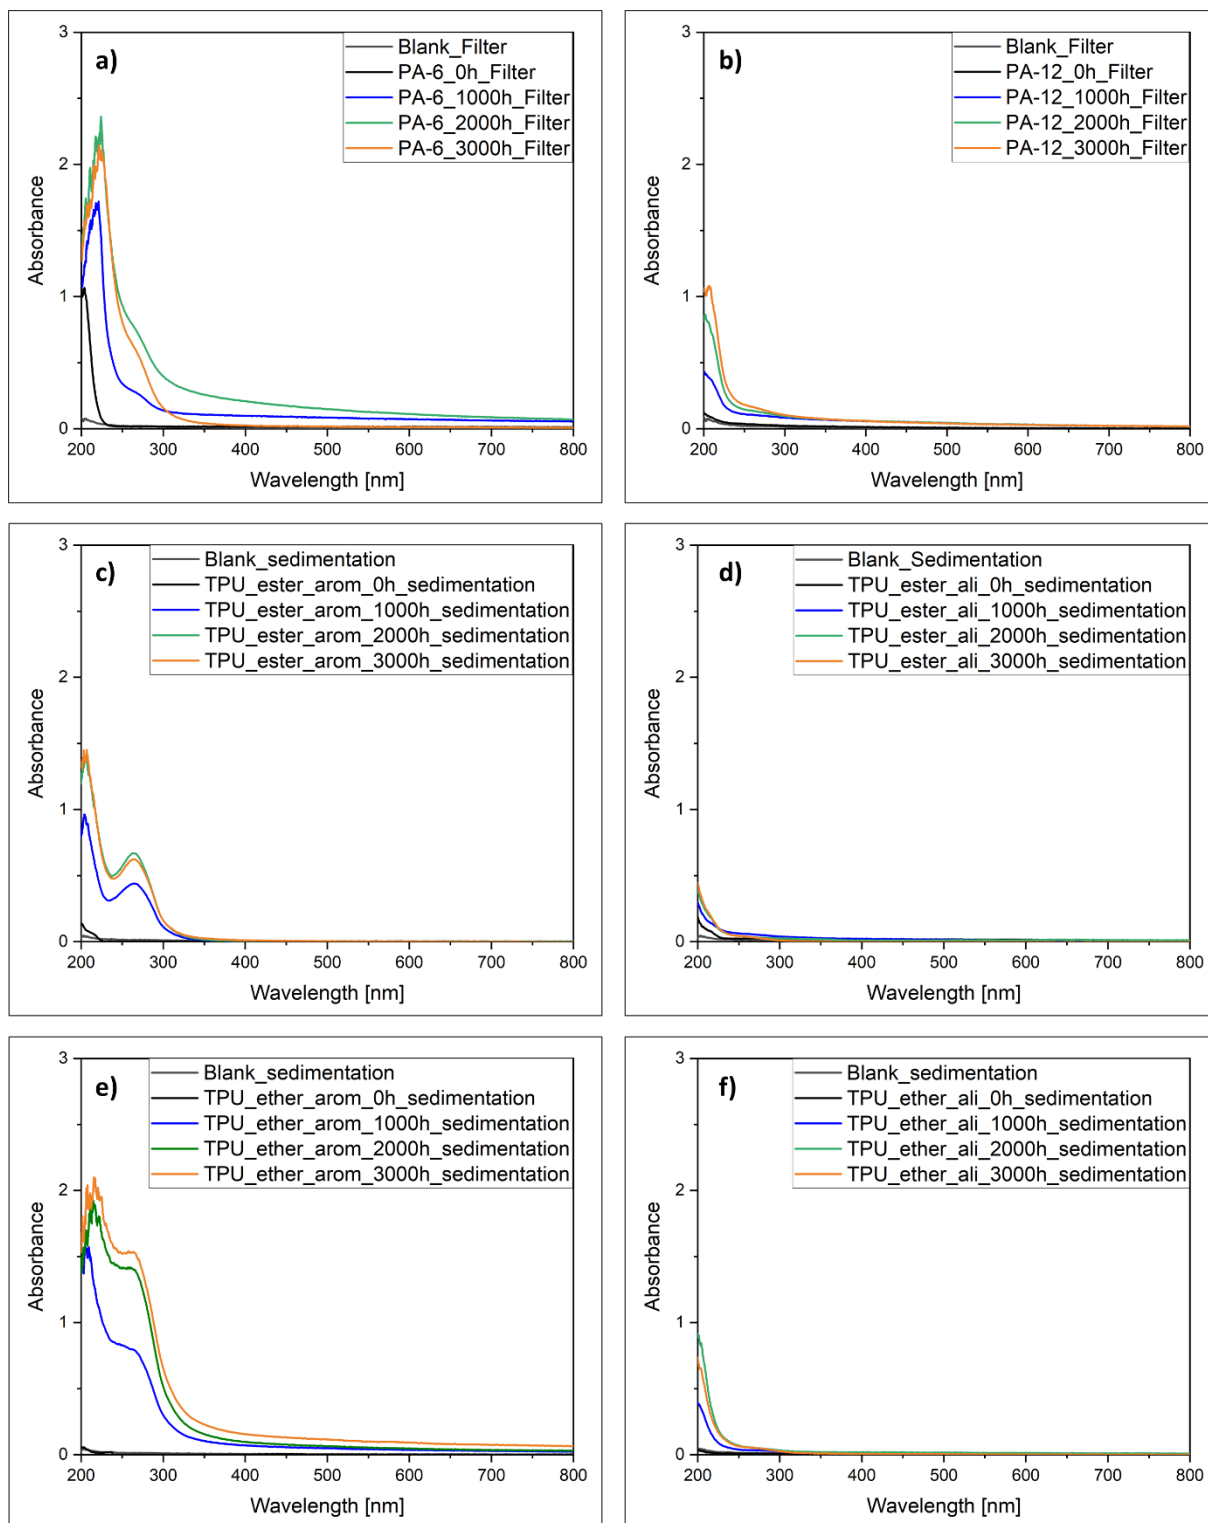 a)
Blank_Filter
PA-6_0h_Filter
PA-6_1000h_Filter
PA-6_2000h_Filter
PA-6_3000h_Filter
3
2
1
0
Absorbance
200 300 400 500 600 700 800
Wavelength [nm]
b)
Blank_Filter
PA-12_0h_Filter
PA-12_1000h_Filter
PA-12_2000h_Filter
PA-12_3000h_Filter
3
2
1
0
Absorbance
200 300 400 500 600 700 800
Wavelength [nm]
c)
Blank_sedimentation
TPU_ester_arom_0h_sedimentation
TPU_ester_arom_1000h_sedimentation
TPU_ester_arom_2000h_sedimentation
TPU_ester_arom_3000h_sedimentation
3
2
1
0
Absorbance
200 300 400 500 600 700 800
Wavelength [nm]
d)
Blank_Sedimentation
TPU_ester_ali_0h_sedimentation
TPU_ester_ali_1000h_sedimentation
TPU_ester_ali_2000h_sedimentation
TPU_ester_ali_3000h_sedimentation
3
2
1
0
Absorbance
200 300 400 500 600 700 800
Wavelength [nm]
e)
Blank_sedimentation
TPU_ether_arom_0h_sedimentation
TPU_ether_arom_1000h_sedimentation
TPU_ether_arom_2000h_sedimentation
TPU_ether_arom_3000h_sedimentation
3
2
1
0
Absorbance
200 300 400 500 600 700 800
Wavelength [nm]
f)
Blank_sedimentation
TPU_ether_ali_0h_sedimentation
TPU_ether_ali_1000h_sedimentation
TPU_ether_ali_2000h_sedimentation
TPU_ether_ali_3000h_sedimentation
3
2
1
0
Absorbance
200 300 400 500 600 700 800
Wavelength [nm]